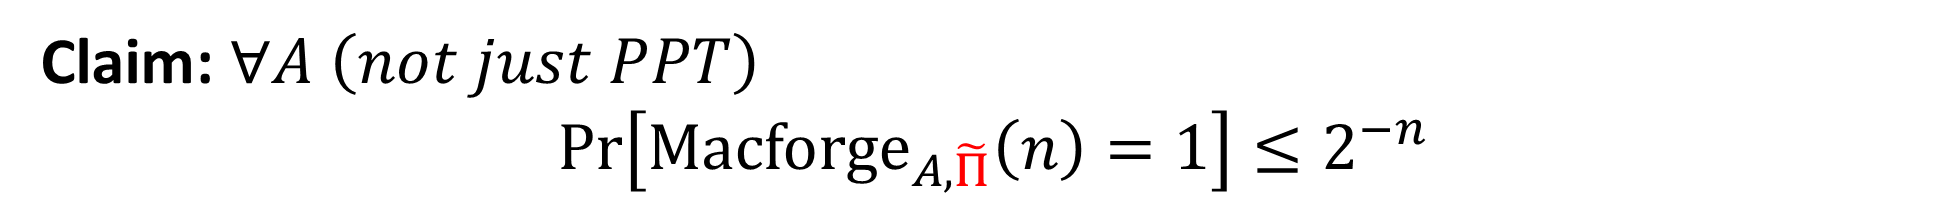 Claim: ∀A (not just PPT)
Pr[Macforge_{A,Π̃}(n) = 1] ≤ 2^{−n}